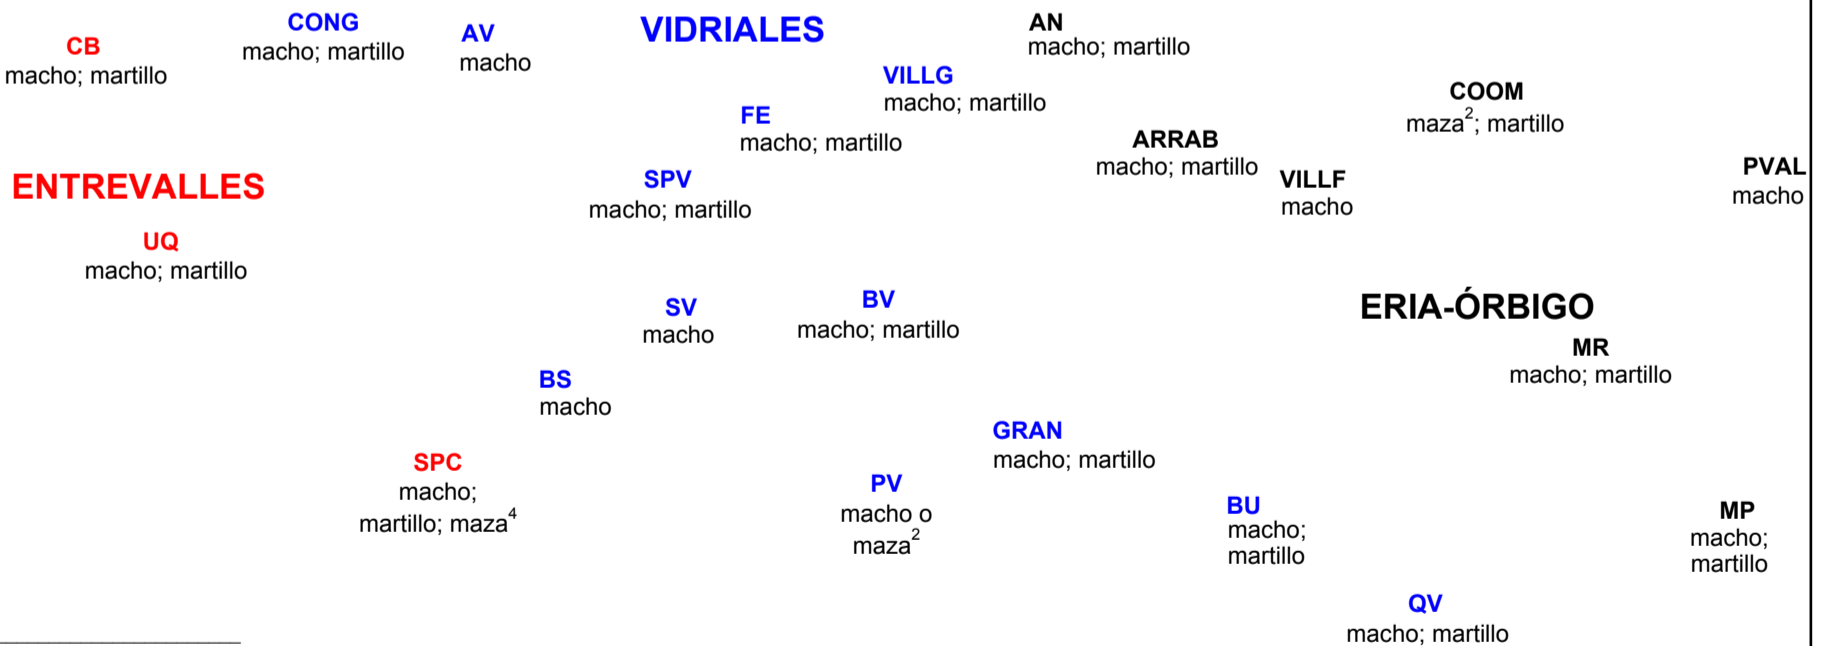 CB
macho; martillo
CONG
macho; martillo
AV
macho
VIDRIALES
AN
macho; martillo
VILLG
macho; martillo
FE
macho; martillo
COOM
maza²; martillo
ARRAB
macho; martillo
VILLF
macho
PVAL
macho
ENTREVALLES
SPV
macho; martillo
UQ
macho; martillo
SV
macho
BV
macho; martillo
ERIA-ÓRBIGO
MR
macho; martillo
BS
macho
GRAN
macho; martillo
SPC
macho;
martillo; maza⁴
PV
macho o
maza²
BU
macho;
martillo
MP
macho;
martillo
QV
macho; martillo